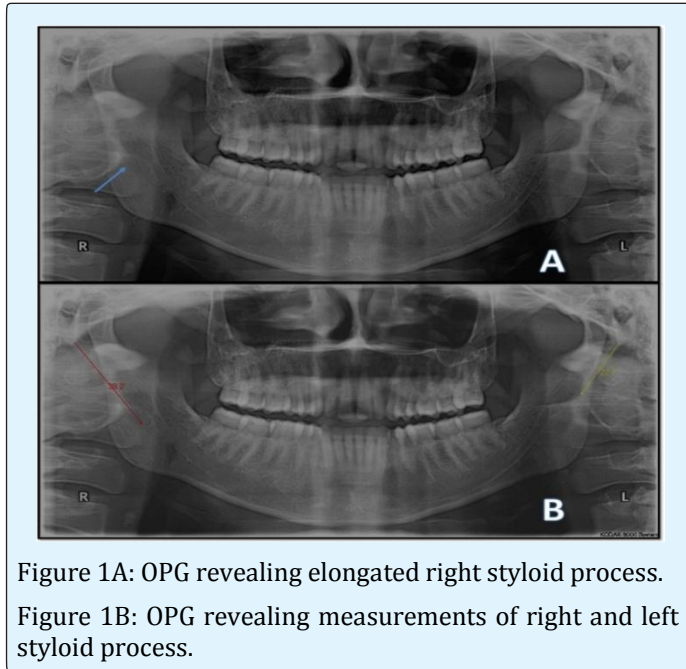 R
L
A
R
L
B
Figure 1A: OPG revealing elongated right styloid process.
Figure 1B: OPG revealing measurements of right and left
styloid process.